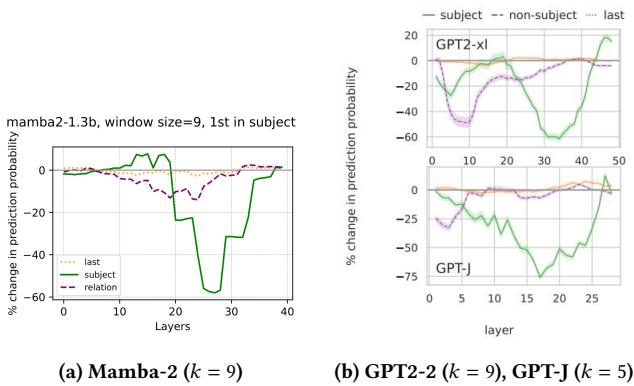 mamba2-1.3b, window size=9, 1st in subject
% change in prediction probability
0
−20
−40
−60
last
subject
relation
0 10 20 30 40
Layers
(a) Mamba-2 (k = 9)
subject non-subject last
% change in prediction probability
GPT2-xl
20
0
−20
−40
−60
0 10 20 30 40 48
GPT-J
0
−25
−50
−75
0 5 10 15 20 25
layer
(b) GPT2-2 (k = 9), GPT-J (k = 5)